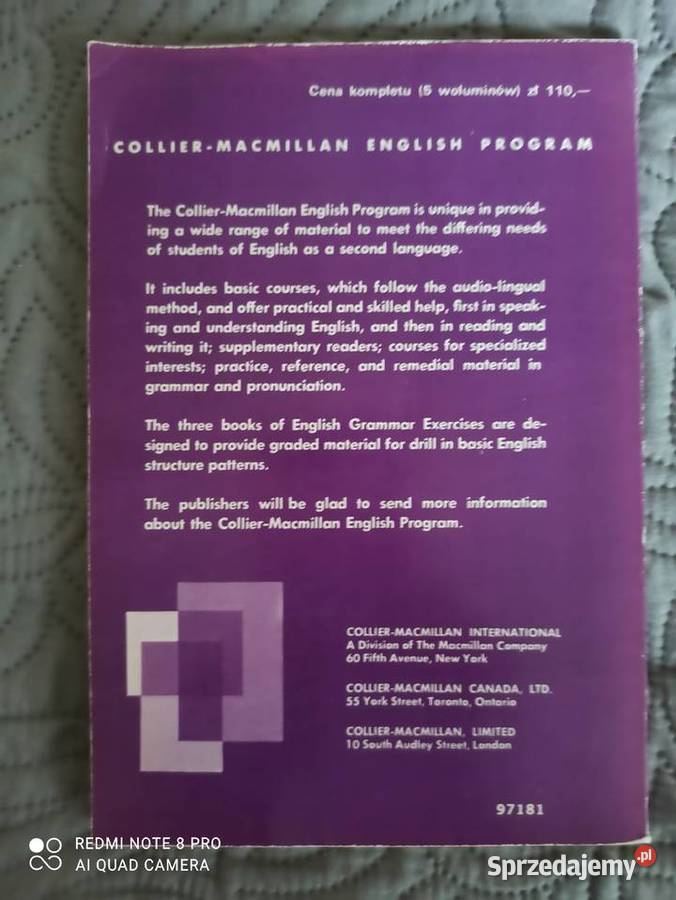 Cena kompletu (5 woluminów) zł 110,—
COLLIER-MACMILLAN ENGLISH PROGRAM
The Collier-Macmillan English Program is unique in provid-
ing a wide range of material to meet the differing needs
of students of English as a second language.
It includes basic courses, which follow the audio-lingual
method, and offer practical and skilled help, first in speak-
ing and understanding English, and then in reading and
writing it; supplementary readers; courses for specialized
interests; practice, reference, and remedial material in
grammar and pronunciation.
The three books of English Grammar Exercises are de-
signed to provide graded material for drill in basic English
structure patterns.
The publishers will be glad to send more information
about the Collier-Macmillan English Program.
COLLIER-MACMILLAN INTERNATIONAL
A Division of The Macmillan Company
60 Fifth Avenue, New York
COLLIER-MACMILLAN CANADA, LTD.
55 York Street, Toronto, Ontario
COLLIER-MACMILLAN, LIMITED
10 South Audley Street, London
97181
REDMI NOTE 8 PRO
AI QUAD CAMERA
Sprzedajemy.pl